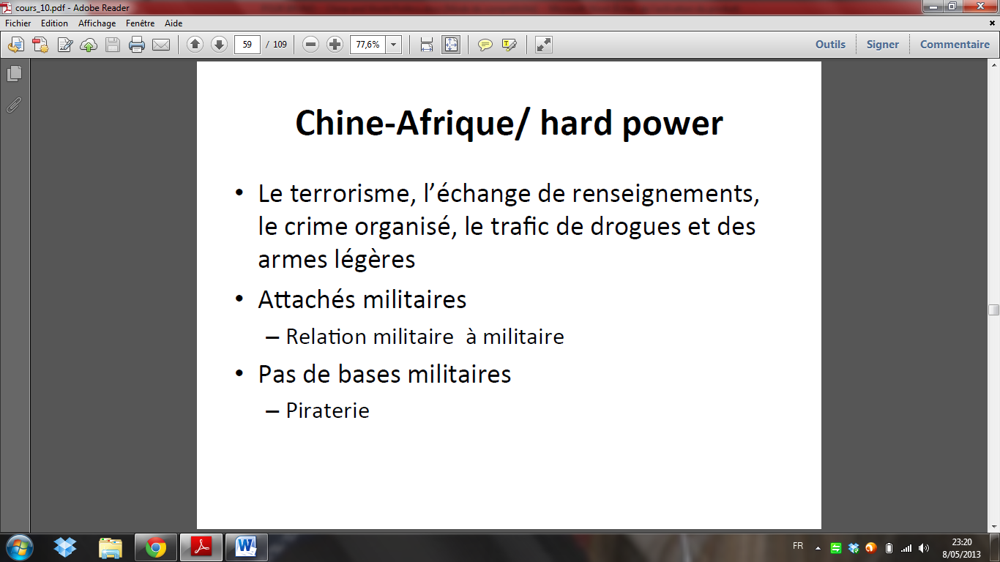 cours_10.pdf - Adobe Reader
Fichier Edition Affichage Fenêtre Aide
59 / 109 77,6% Outils Signer Commentaire
Chine-Afrique/ hard power
• Le terrorisme, l’échange de renseignements,
le crime organisé, le trafic de drogues et des
armes légères
• Attachés militaires
– Relation militaire à militaire
• Pas de bases militaires
– Piraterie
FR 23:20
8/05/2013